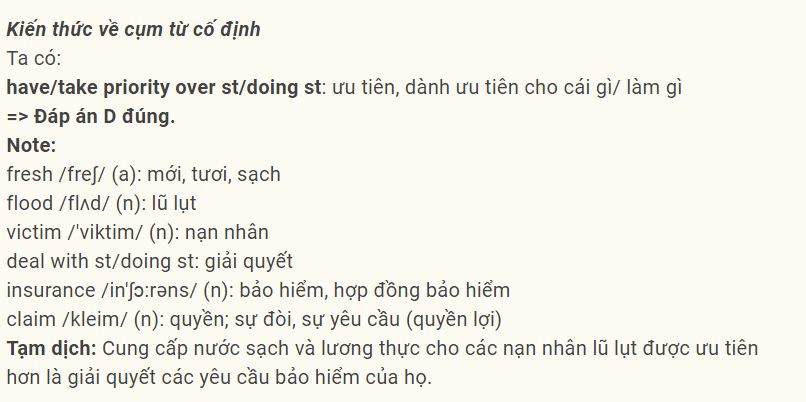 Kiến thức về cụm từ cố định
Ta có:
have/take priority over st/doing st: ưu tiên, dành ưu tiên cho cái gì/ làm gì
=> Đáp án D đúng.
Note:
fresh /freʃ/ (a): mới, tươi, sạch
flood /flʌd/ (n): lũ lụt
victim /'viktim/ (n): nạn nhân
deal with st/doing st: giải quyết
insurance /in'ʃɔ:rəns/ (n): bảo hiểm, hợp đồng bảo hiểm
claim /kleim/ (n): quyền; sự đòi, sự yêu cầu (quyền lợi)
Tạm dịch: Cung cấp nước sạch và lương thực cho các nạn nhân lũ lụt được ưu tiên
hơn là giải quyết các yêu cầu bảo hiểm của họ.